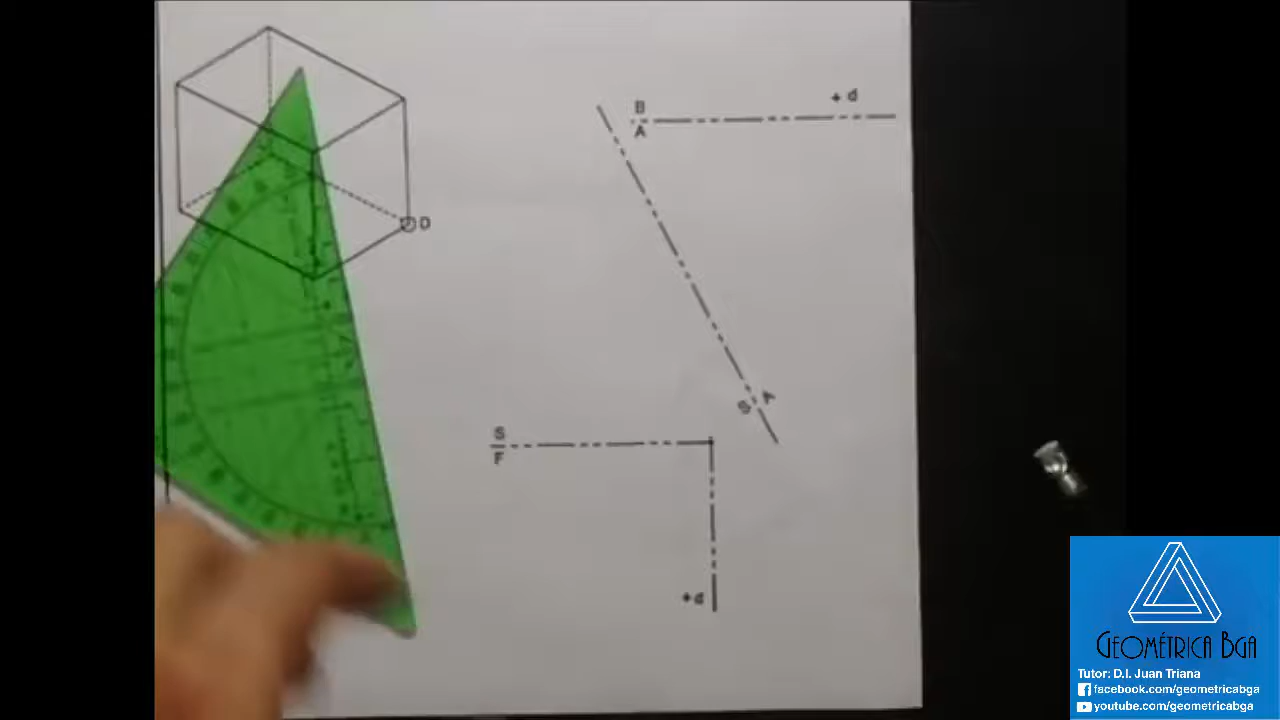 D
B
A
+ d
S A
S
F
+d
GEOMÉTRICA BGA
Tutor: D.I. Juan Triana
facebook.com/geometricabga
youtube.com/geometricabga